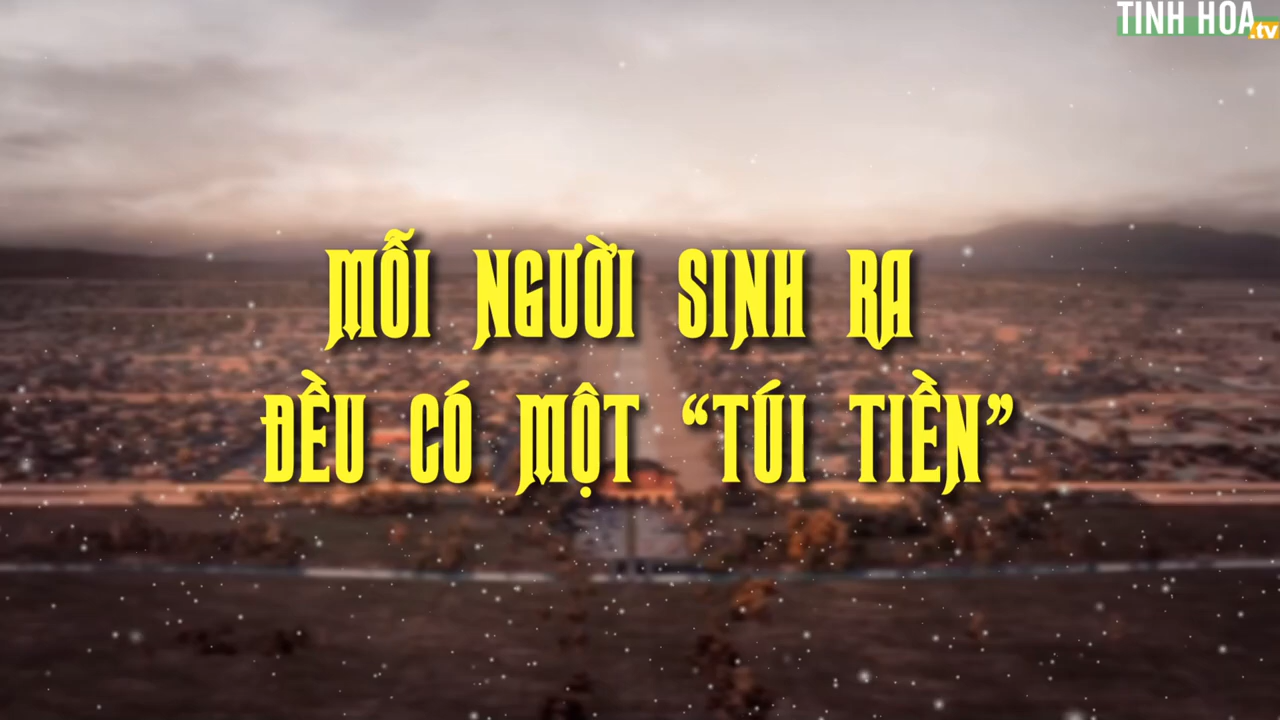 TINH HOA
.tv
MỖI NGƯỜI SINH RA
ĐỀU CÓ MỘT “TÚI TIỀN”